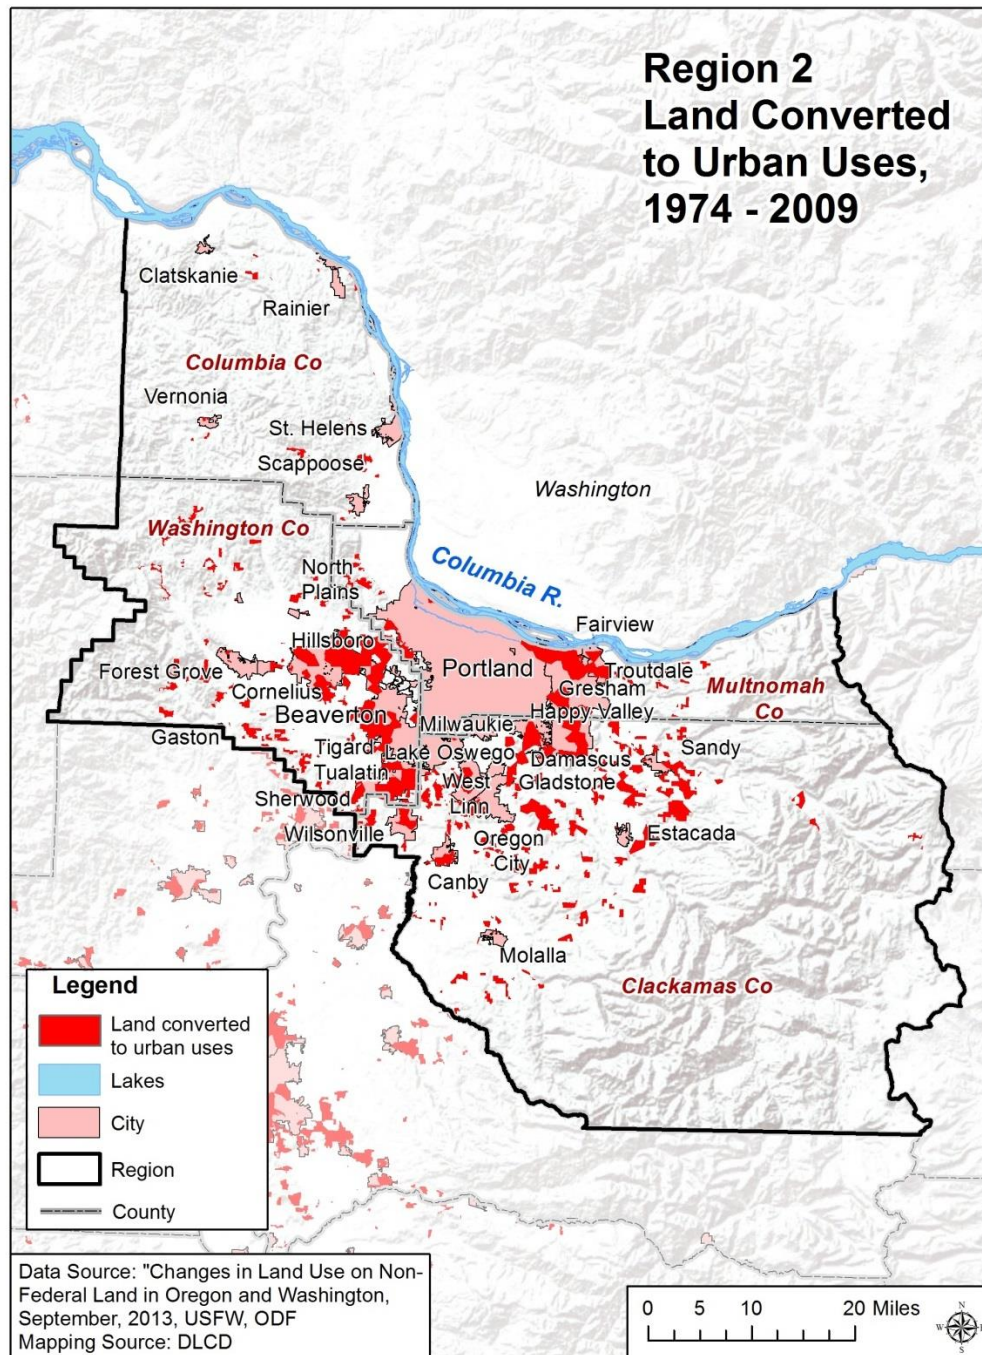 Region 2
Land Converted
to Urban Uses,
1974 - 2009
Clatskanie
Rainier
Columbia Co
Vernonia
St. Helens
Scappoose
Washington
Washington Co
Columbia R.
North
Plains
Fairview
Hillsboro
Portland
Troutdale
Forest Grove
Gresham
Multnomah
Co
Cornelius
Beaverton
Happy Valley
Milwaukie
Gaston
Tigard
Lake Oswego
Damascus
Sandy
Tualatin
West
Linn
Gladstone
Sherwood
Wilsonville
Oregon
City
Estacada
Canby
Molalla
Clackamas Co
Legend
Land converted
to urban uses
Lakes
City
Region
County
Data Source: "Changes in Land Use on Non-
Federal Land in Oregon and Washington,
September, 2013, USFW, ODF
Mapping Source: DLCD
0 5 10 20 Miles
N
W E
S